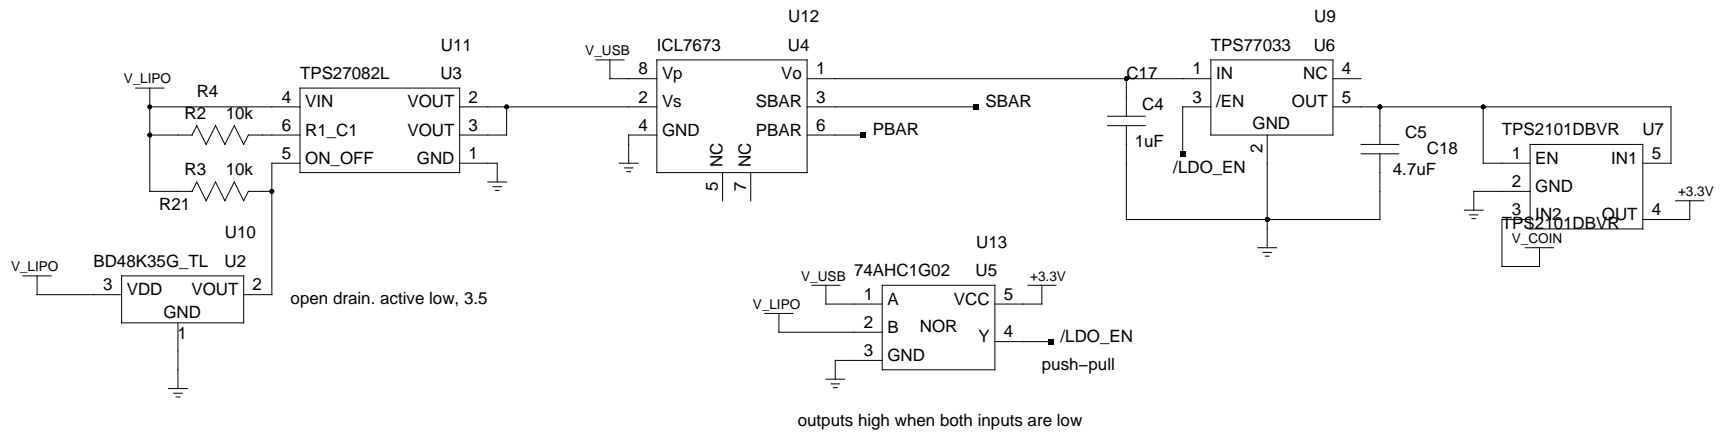 U12
U9
U11
ICL7673
U4
TPS77033
U6
V_USB
TPS27082L
U3
V_LIPO
8
Vp
Vo
1
C17
1
IN
NC
4
R4
4
VIN
VOUT
2
2
Vs
SBAR
3
SBAR
3
/EN
OUT
5
C4
R2
10k
6
R1_C1
VOUT
3
4
GND
PBAR
6
PBAR
GND
1uF
2
C5
C18
4.7uF
TPS2101DBVR
U7
5
ON_OFF
GND
1
NC
NC
5
7
/LDO_EN
1
EN
IN1
5
R3
10k
R21
2
GND
+3.3V
3
IN2
OUT
4
TPS2101DBVR
V_COIN
U10
BD48K35G_TL
U2
V_LIPO
3
VDD
VOUT
2
GND
1
open drain. active low, 3.5
U13
74AHC1G02
U5
V_USB
+3.3V
1
A
VCC
5
V_LIPO
2
B
NOR
Y
4
/LDO_EN
3
GND
push-pull
outputs high when both inputs are low